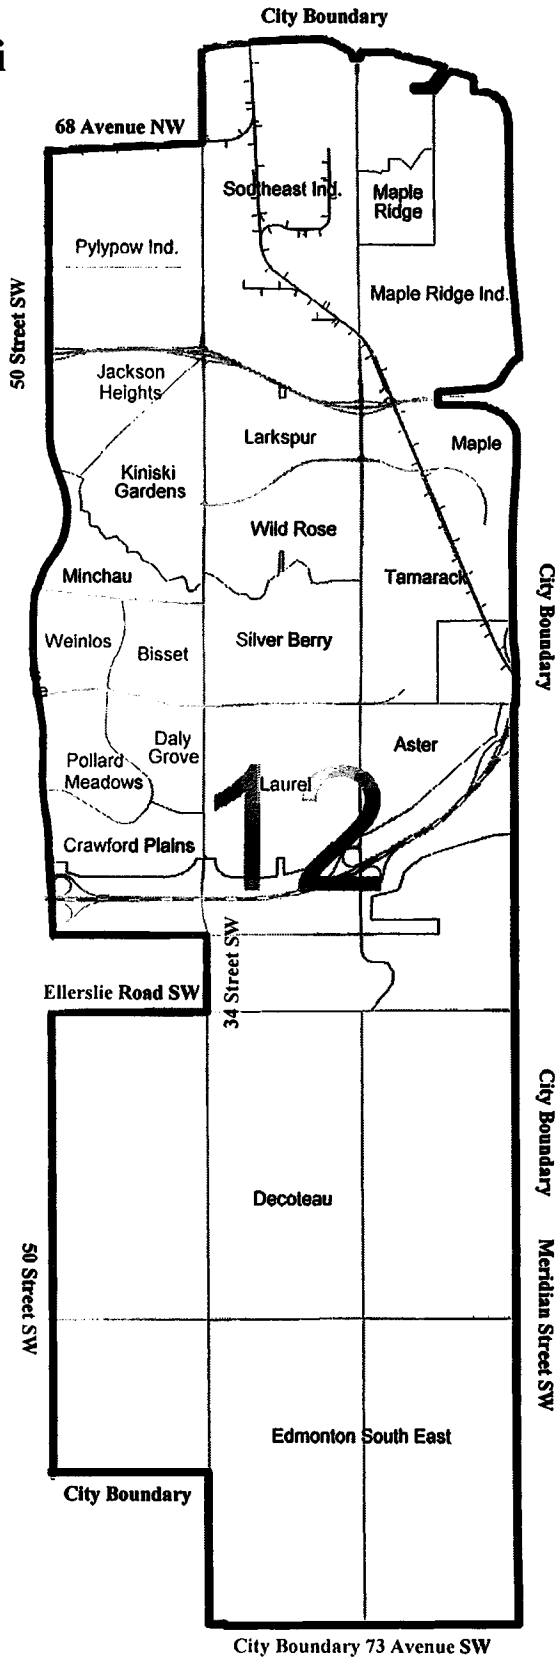 City Boundary
i
68 Avenue NW
Southeast Ind.
Maple
Ridge
Pylypow Ind.
50 Street SW
Maple Ridge Ind.
Jackson
Heights
Larkspur
Maple
Kiniski
Gardens
Wild Rose
Minchau
Tamarack
City Boundary
Weinlos
Bisset
Silver Berry
e
Daly
Grove
Aster
Pollard
Meadows
Laurel
12
Crawford Plains
34 Street SW
Ellerslie Road SW
City Boundary
Decoteau
50 Street SW
Meridian Street SW
Edmonton South East
City Boundary
City Boundary 73 Avenue SW